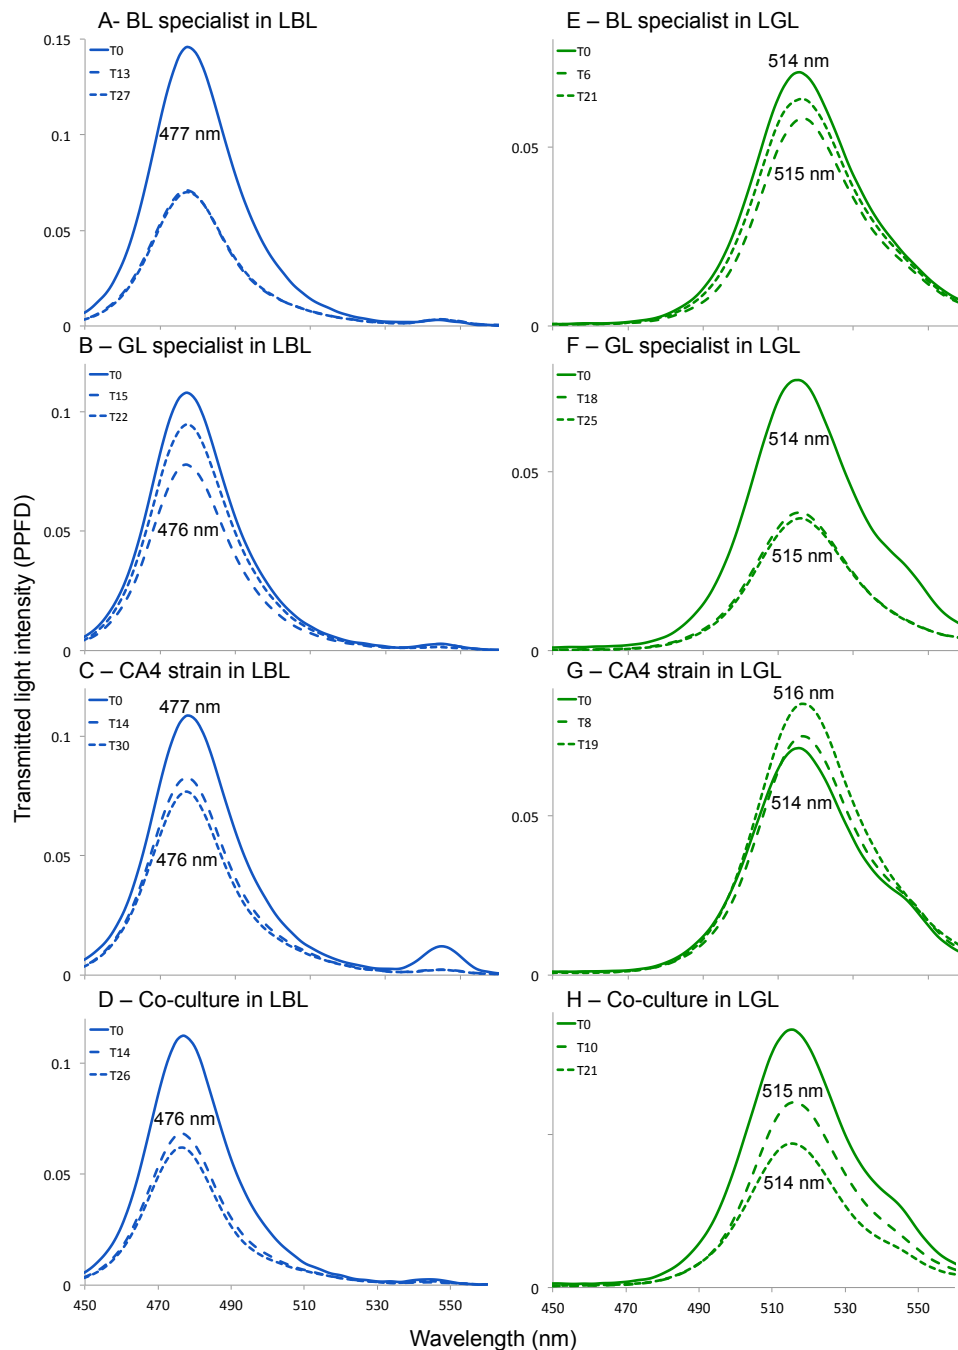 A- BL specialist in LBL
0.15
T0
T13
T27
0.1
477 nm
0.05
0
E – BL specialist in LGL
T0
T6
T21
514 nm
0.05
515 nm
0
B – GL specialist in LBL
T0
T15
T22
0.1
0.05
476 nm
0
F – GL specialist in LGL
T0
T18
T25
514 nm
0.05
515 nm
0
C – CA4 strain in LBL
T0
T14
T30
477 nm
0.1
0.05
476 nm
0
G – CA4 strain in LGL
T0
T8
T19
516 nm
514 nm
0.05
0
D – Co-culture in LBL
T0
T14
T26
0.1
476 nm
0.05
0
450 470 490 510 530 550
H – Co-culture in LGL
T0
T10
T21
515 nm
514 nm
0
450 470 490 510 530 550
Transmitted light intensity (PPFD)
Wavelength (nm)